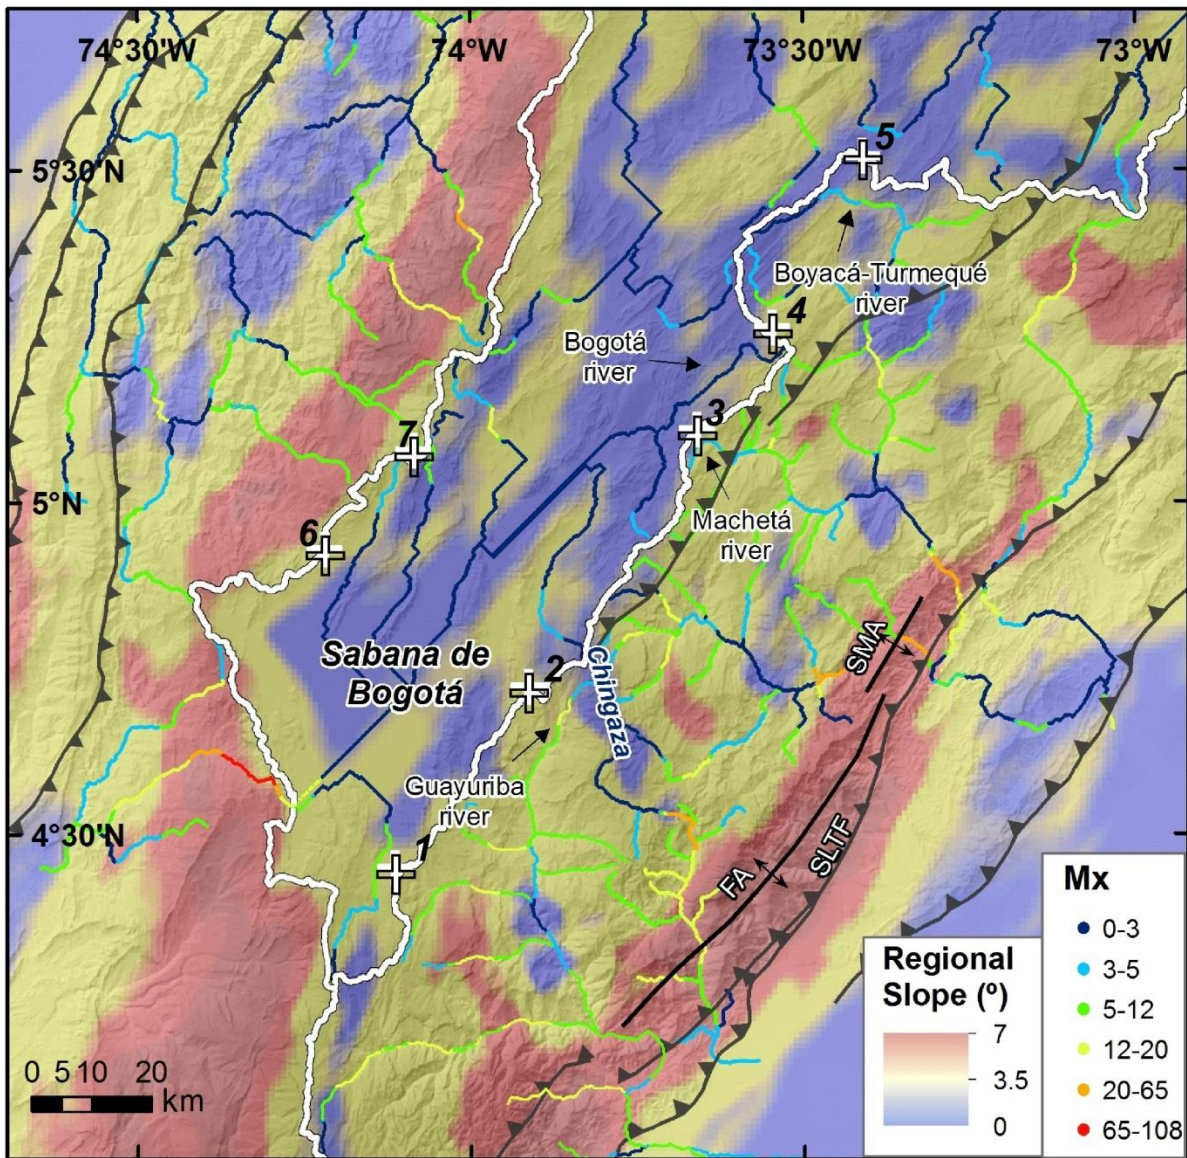 74°30'W
74°W
73°30'W
73°W
5°30'N
5
Boyacá-Turmequé
river
4
Bogotá
river
3
7
5°N
Machetá
river
6
SMA
Sabana de
Bogotá
2
Chingaza
Guayuriba
river
4°30'N
1
FA
SLTF
Mx
0-3
3-5
5-12
12-20
20-65
65-108
Regional
Slope (º)
7
3.5
0
0 5 10 20
km